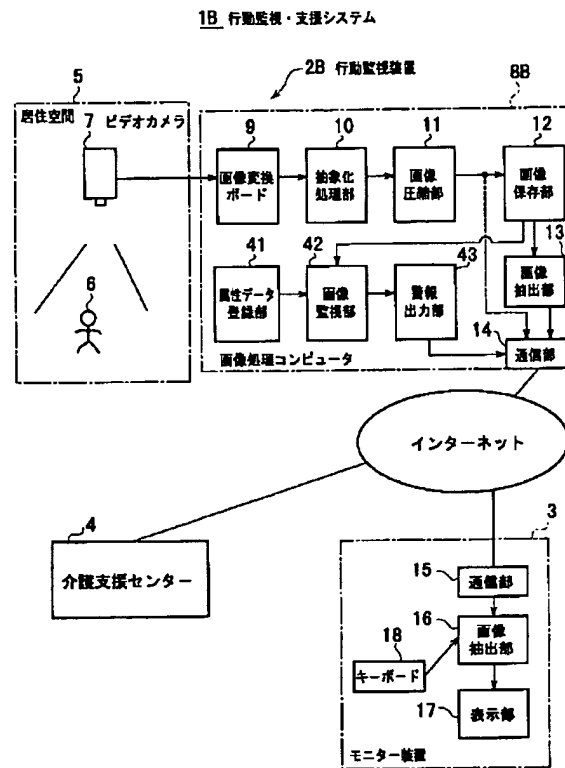 1B 行動監視・支援システム
2B 行動監視装置
8B
5
居住空間
7 ビデオカメラ
6
9
画像変換
ボード
10
抽象化
処理部
11
画像
圧縮部
12
画像
保存部
13
画像
抽出部
41
属性データ
登録部
42
画像
監視部
43
警報
出力部
14
通信部
画像処理コンピュータ
インターネット
4
介護支援センター
3
15
通信部
16
画像
抽出部
18
キーボード
17
表示部
モニター装置